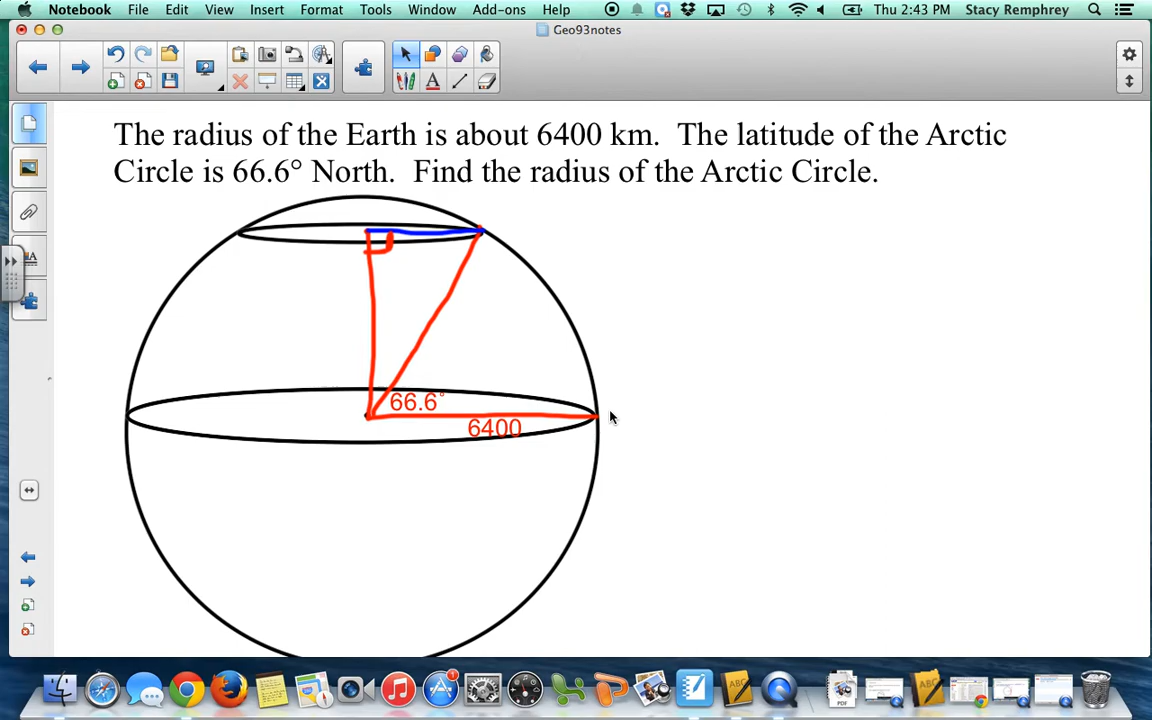 Notebook File Edit View Insert Format Tools Window Add-ons Help Thu 2:43 PM Stacy Remphrey
Geo93notes
The radius of the Earth is about 6400 km. The latitude of the Arctic
Circle is 66.6° North. Find the radius of the Arctic Circle.
66.6°
6400